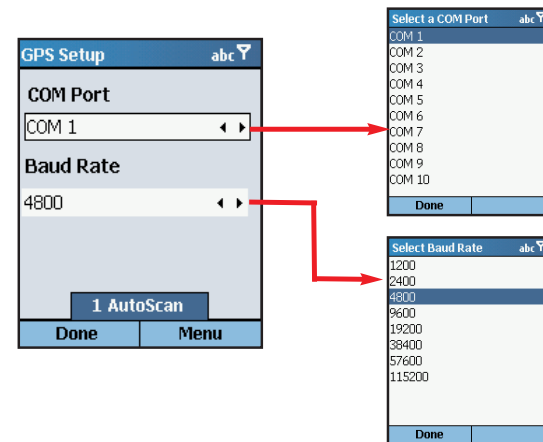 GPS Setup abc
COM Port
COM 1
Baud Rate
4800
1 AutoScan
Done Menu
Select a COM Port abc
COM 1
COM 2
COM 3
COM 4
COM 5
COM 6
COM 7
COM 8
COM 9
COM 10
Done
Select Baud Rate abc
1200
2400
4800
9600
19200
38400
57600
115200
Done